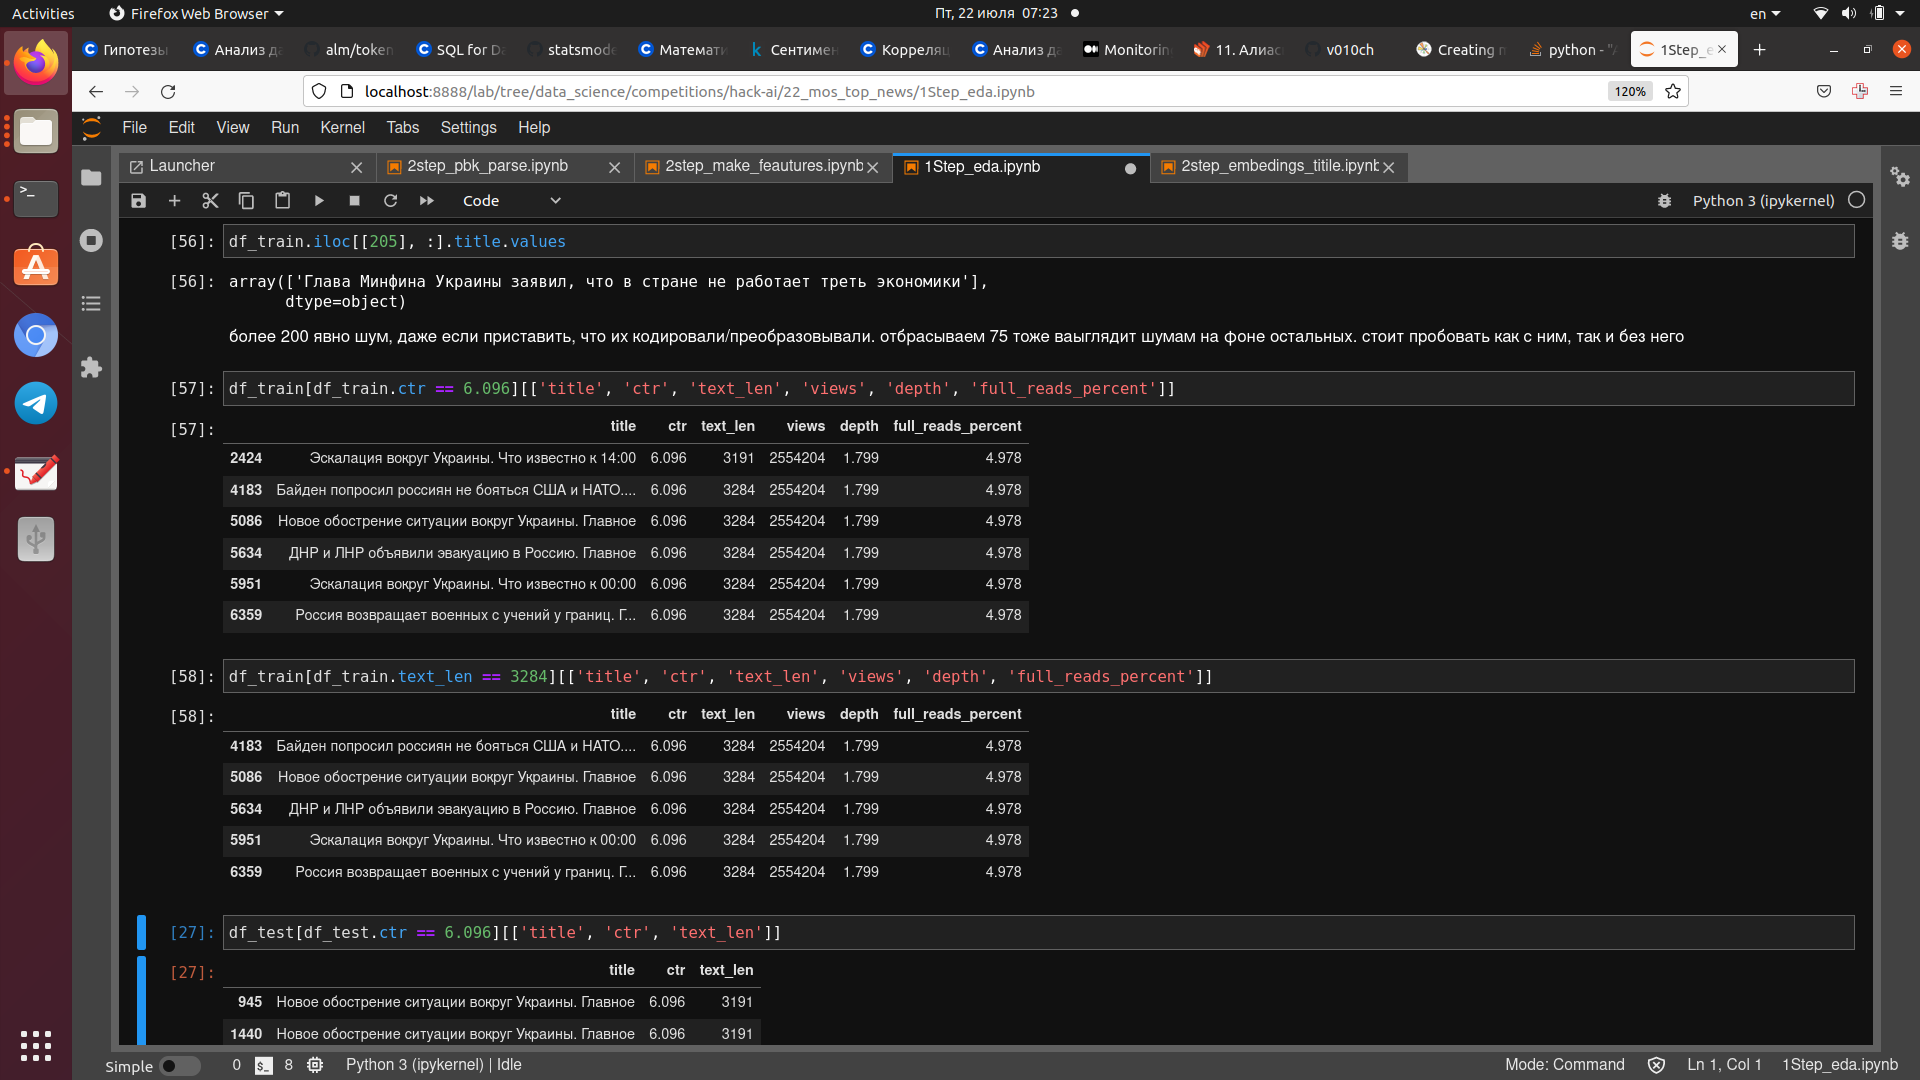 Activities Firefox Web Browser Пт, 22 июля 07:23 en
Гипотезы Анализ да alm/token SQL for Da statsmode Математи Сентимен Корреляц Анализ да Monitorin 11. Алиас v010ch Creating m python - "A 1Step_e
localhost:8888/lab/tree/data_science/competitions/hack-ai/22_mos_top_news/1Step_eda.ipynb 120%
File Edit View Run Kernel Tabs Settings Help
Launcher 2step_pbk_parse.ipynb 2step_make_feautures.ipynb 1Step_eda.ipynb 2step_embedings_titile.ipynb
Code Python 3 (ipykernel)
[56]: df_train.iloc[[205], :].title.values
[56]: array(['Глава Минфина Украины заявил, что в стране не работает треть экономики'],
dtype=object)
более 200 явно шум, даже если приставить, что их кодировали/преобразовывали. отбрасываем 75 тоже ваыглядит шумам на фоне остальных. стоит пробовать как с ним, так и без него
[57]: df_train[df_train.ctr == 6.096][['title', 'ctr', 'text_len', 'views', 'depth', 'full_reads_percent']]
[57]: title ctr text_len views depth full_reads_percent
2424 Эскалация вокруг Украины. Что известно к 14:00 6.096 3191 2554204 1.799 4.978
4183 Байден попросил россиян не бояться США и НАТО.... 6.096 3284 2554204 1.799 4.978
5086 Новое обострение ситуации вокруг Украины. Главное 6.096 3284 2554204 1.799 4.978
5634 ДНР и ЛНР объявили эвакуацию в Россию. Главное 6.096 3284 2554204 1.799 4.978
5951 Эскалация вокруг Украины. Что известно к 00:00 6.096 3284 2554204 1.799 4.978
6359 Россия возвращает военных с учений у границ. Г... 6.096 3284 2554204 1.799 4.978
[58]: df_train[df_train.text_len == 3284][['title', 'ctr', 'text_len', 'views', 'depth', 'full_reads_percent']]
[58]: title ctr text_len views depth full_reads_percent
4183 Байден попросил россиян не бояться США и НАТО.... 6.096 3284 2554204 1.799 4.978
5086 Новое обострение ситуации вокруг Украины. Главное 6.096 3284 2554204 1.799 4.978
5634 ДНР и ЛНР объявили эвакуацию в Россию. Главное 6.096 3284 2554204 1.799 4.978
5951 Эскалация вокруг Украины. Что известно к 00:00 6.096 3284 2554204 1.799 4.978
6359 Россия возвращает военных с учений у границ. Г... 6.096 3284 2554204 1.799 4.978
[27]: df_test[df_test.ctr == 6.096][['title', 'ctr', 'text_len']]
[27]: title ctr text_len
945 Новое обострение ситуации вокруг Украины. Главное 6.096 3191
1440 Новое обострение ситуации вокруг Украины. Главное 6.096 3191
Simple 0 8 Python 3 (ipykernel) | Idle Mode: Command Ln 1, Col 1 1Step_eda.ipynb